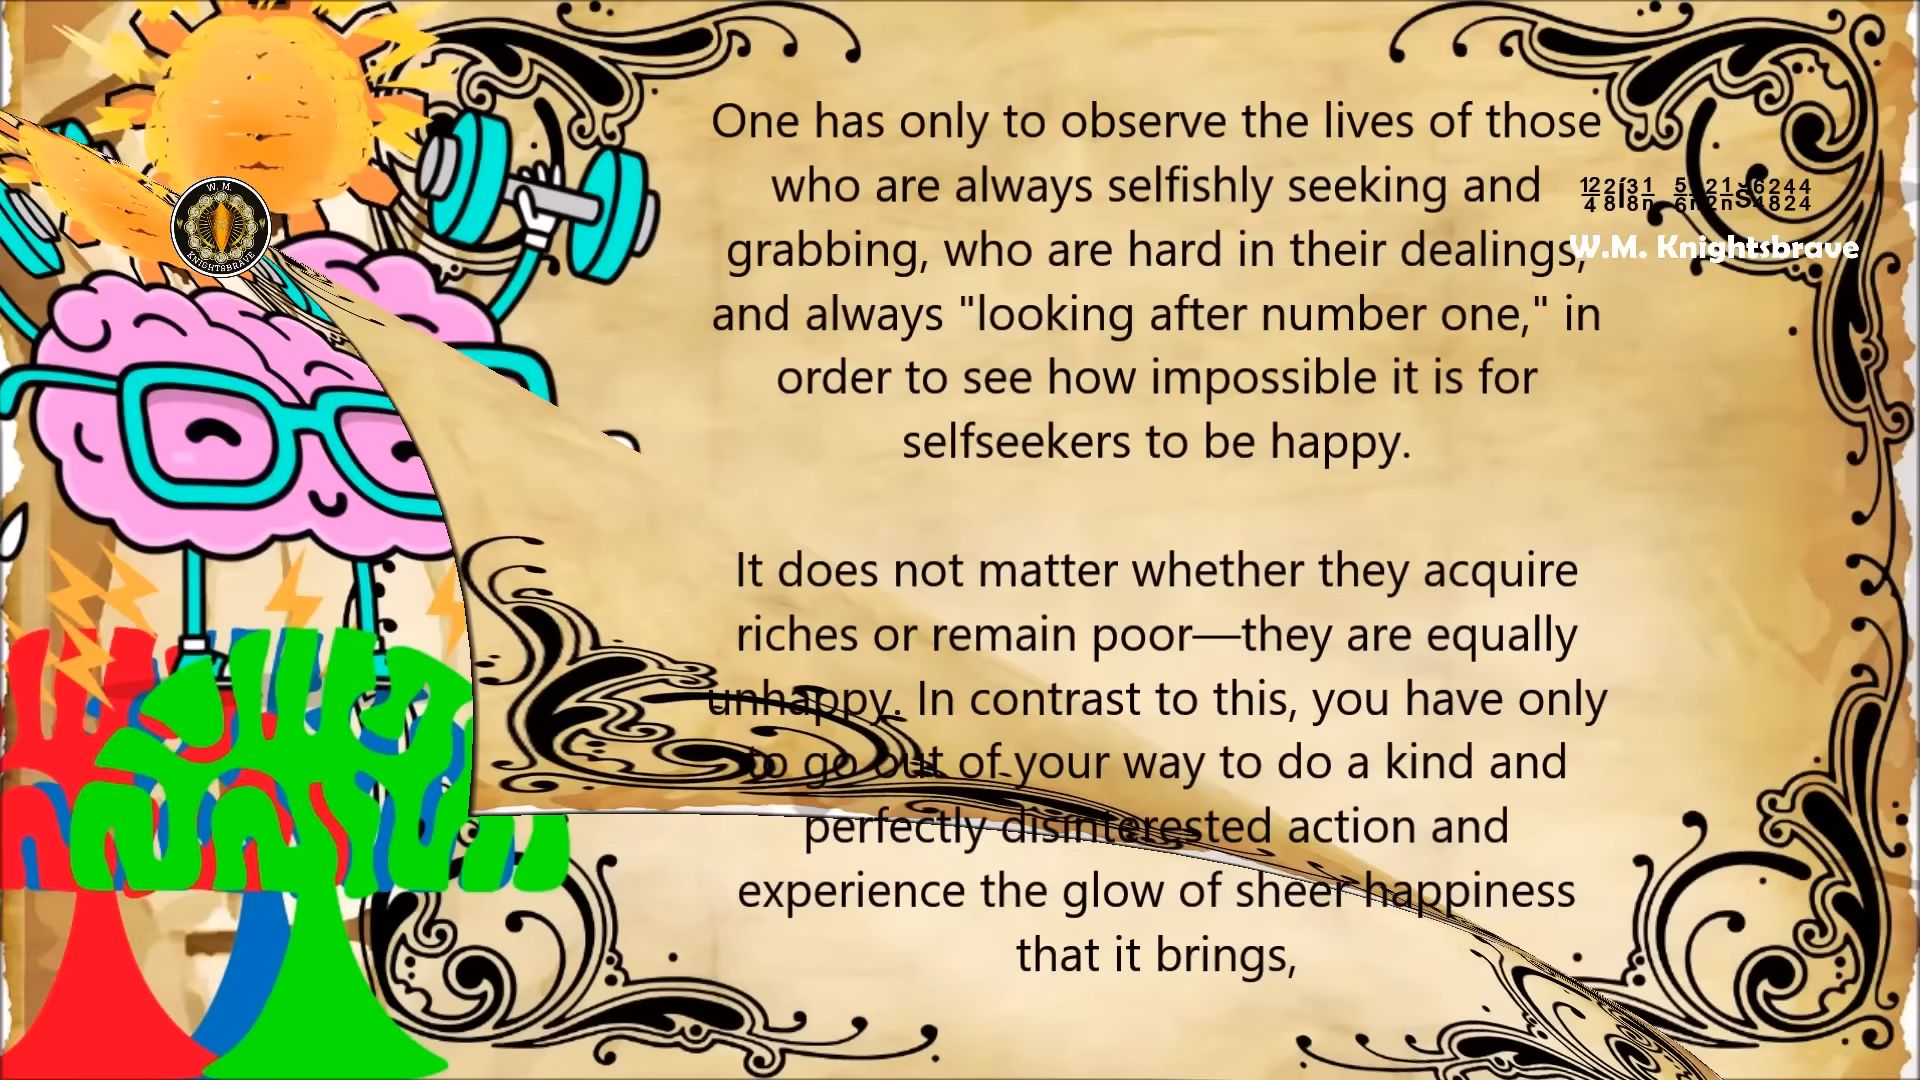 One has only to observe the lives of those
who are always selfishly seeking and
grabbing, who are hard in their dealings,
and always "looking after number one," in
order to see how impossible it is for
selfseekers to be happy.
It does not matter whether they acquire
riches or remain poor—they are equally
unhappy. In contrast to this, you have only
to go out of your way to do a kind and
perfectly disinterested action and
experience the glow of sheer happiness
that it brings,
W.M. Knightsbrave
W. M.
KNIGHTSBRAVE